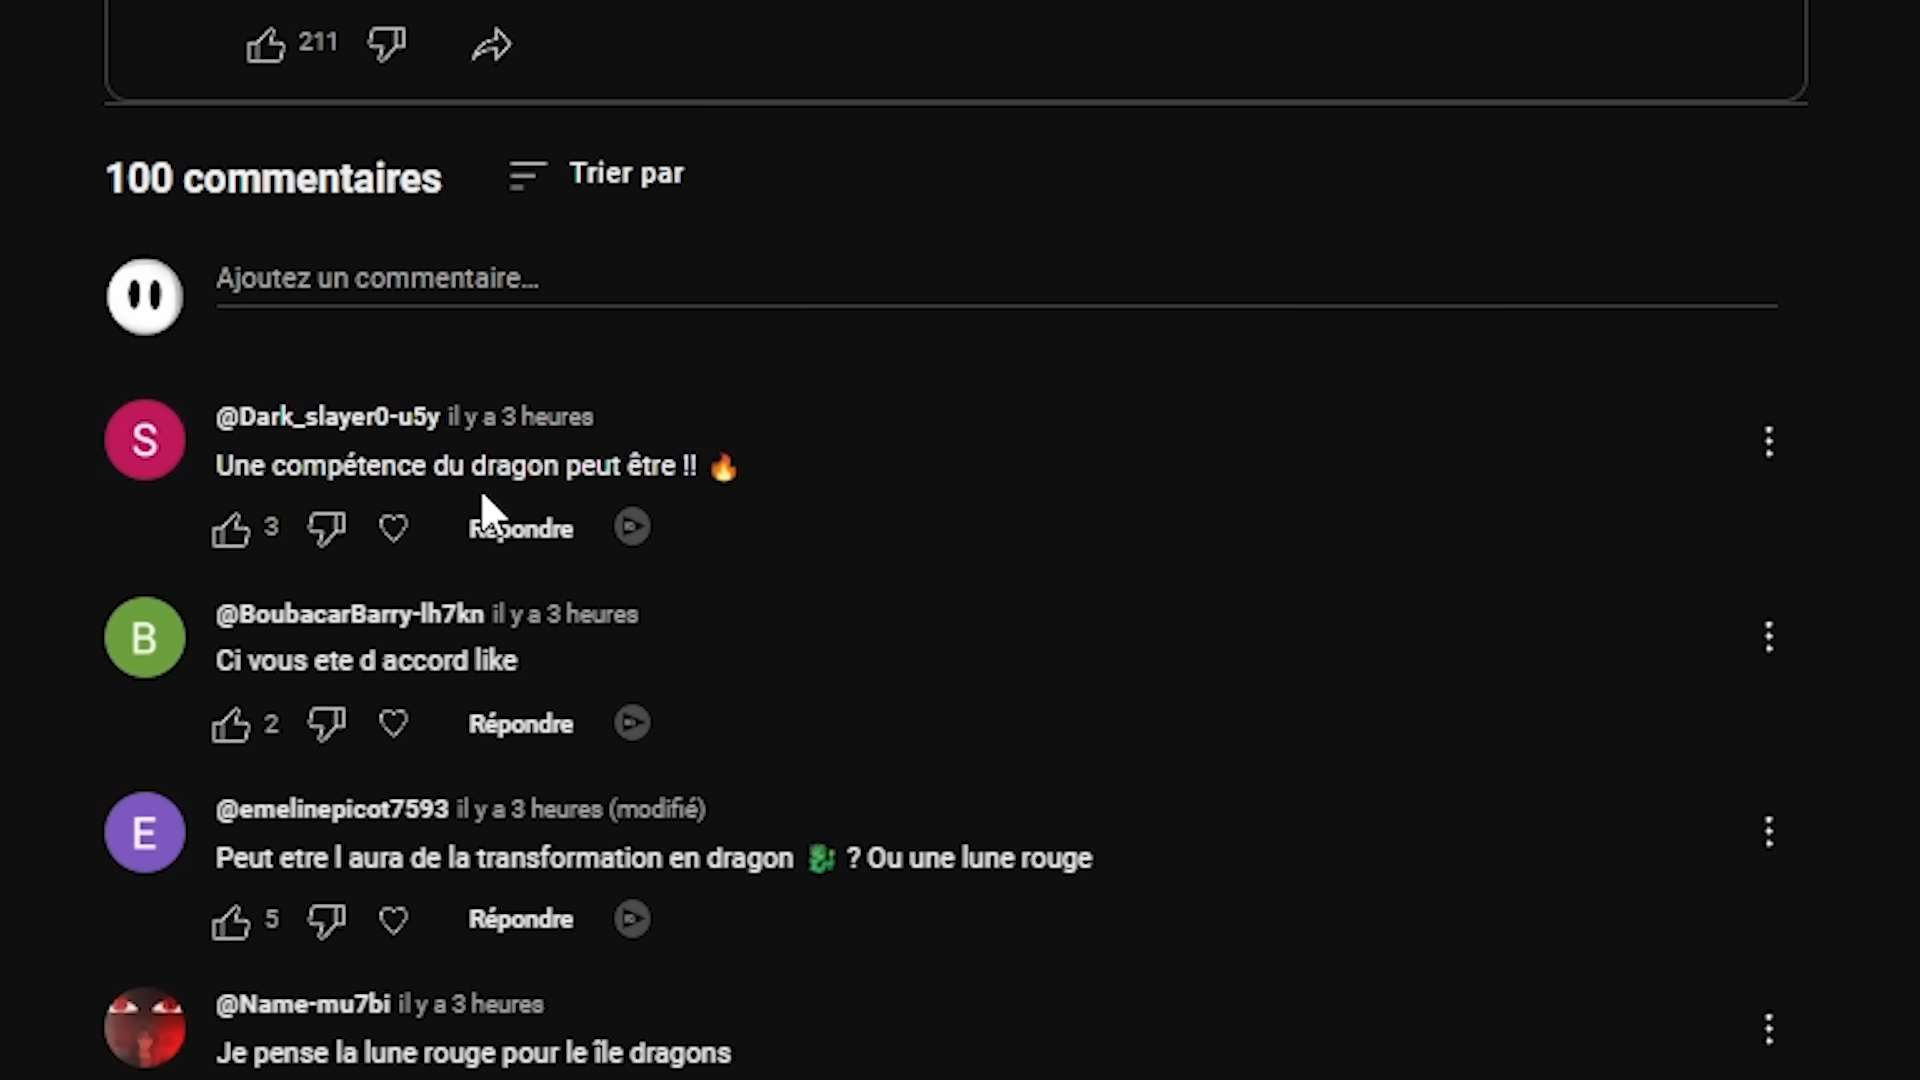 211
100 commentaires Trier par
Ajoutez un commentaire...
S @Dark_slayer0-u5y il y a 3 heures
Une compétence du dragon peut être !! 🔥
3 Répondre
B @BoubacarBarry-lh7kn il y a 3 heures
Ci vous ete d accord like
2 Répondre
E @emelinepicot7593 il y a 3 heures (modifié)
Peut etre l aura de la transformation en dragon 🐉 ? Ou une lune rouge
5 Répondre
@Name-mu7bi il y a 3 heures
Je pense la lune rouge pour le île dragons